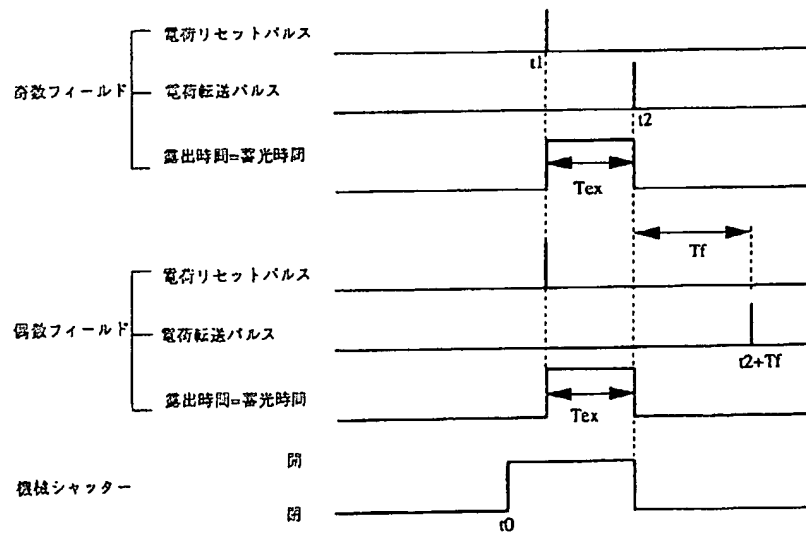 電荷リセットパルス
t1
奇数フィールド
電荷転送パルス
t2
露出時間=蓄光時間
Tex
Tf
電荷リセットパルス
偶数フィールド
電荷転送パルス
t2+Tf
露出時間=蓄光時間
Tex
開
機械シャッター
閉
t0